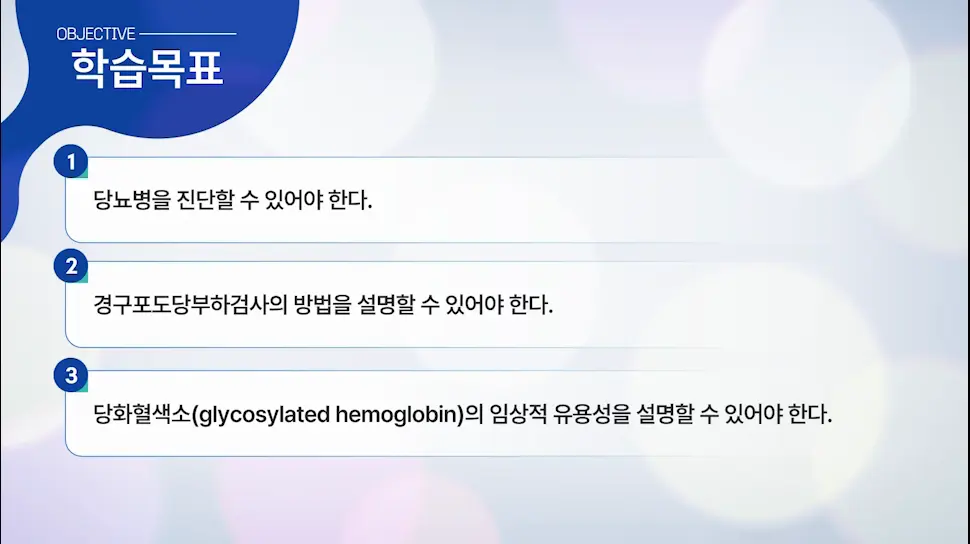 OBJECTIVE
학습목표
1
당뇨병을 진단할 수 있어야 한다.
2
경구포도당부하검사의 방법을 설명할 수 있어야 한다.
3
당화혈색소(glycosylated hemoglobin)의 임상적 유용성을 설명할 수 있어야 한다.